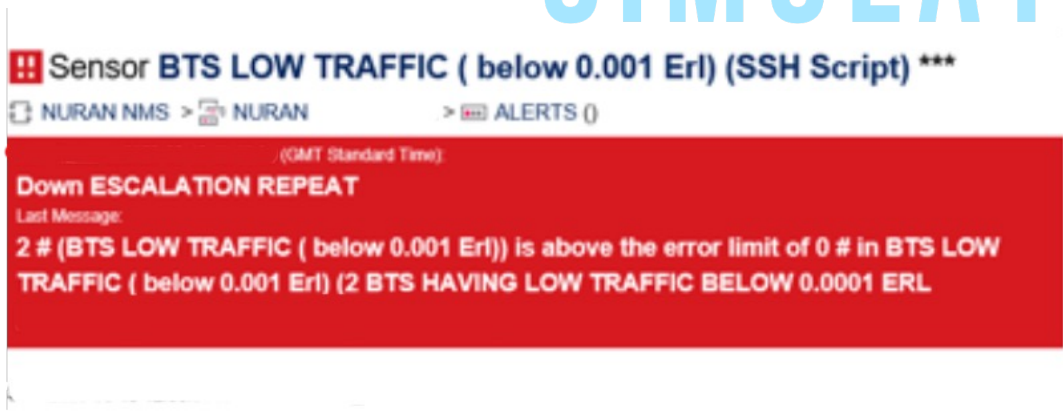 Sensor BTS LOW TRAFFIC ( below 0.001 Erl) (SSH Script) ***
NURAN NMS > NURAN > ALERTS ()
(GMT Standard Time):
Down ESCALATION REPEAT
Last Message:
2 # (BTS LOW TRAFFIC ( below 0.001 Erl)) is above the error limit of 0 # in BTS LOW
TRAFFIC ( below 0.001 Erl) (2 BTS HAVING LOW TRAFFIC BELOW 0.0001 ERL